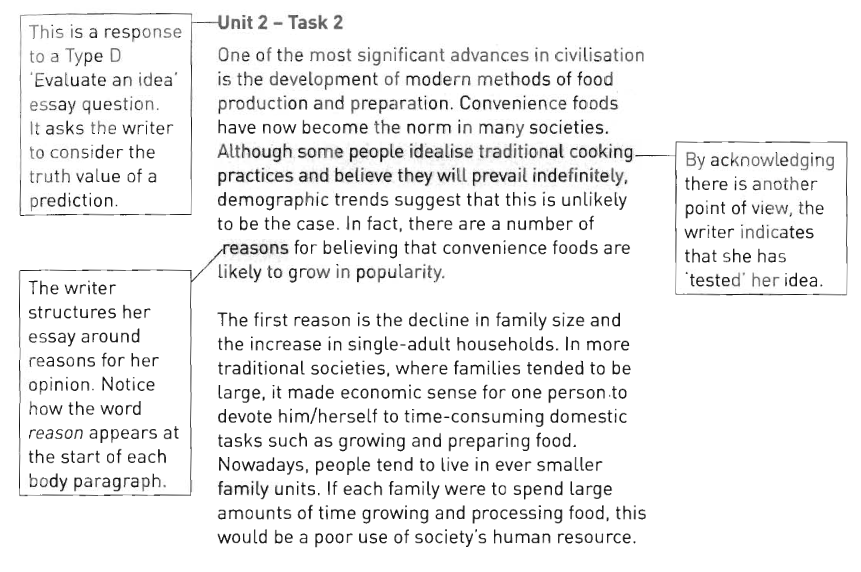 This is a response
to a Type D
'Evaluate an idea'
essay question.
It asks the writer
to consider the
truth value of a
prediction.
Unit 2 – Task 2
One of the most significant advances in civilisation
is the development of modern methods of food
production and preparation. Convenience foods
have now become the norm in many societies.
Although some people idealise traditional cooking
practices and believe they will prevail indefinitely,
demographic trends suggest that this is unlikely
to be the case. In fact, there are a number of
reasons for believing that convenience foods are
likely to grow in popularity.
By acknowledging
there is another
point of view, the
writer indicates
that she has
'tested' her idea.
The writer
structures her
essay around
reasons for her
opinion. Notice
how the word
reason appears at
the start of each
body paragraph.
The first reason is the decline in family size and
the increase in single-adult households. In more
traditional societies, where families tended to be
large, it made economic sense for one person to
devote him/herself to time-consuming domestic
tasks such as growing and preparing food.
Nowadays, people tend to live in ever smaller
family units. If each family were to spend large
amounts of time growing and processing food, this
would be a poor use of society's human resource.